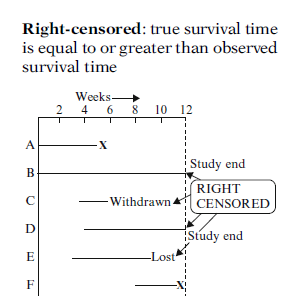 Right-censored: true survival time
is equal to or greater than observed
survival time
Weeks
2 4 6 8 10 12
A X
B
Study end
RIGHT
CENSORED
C Withdrawn
D
Study end
E Lost
F X